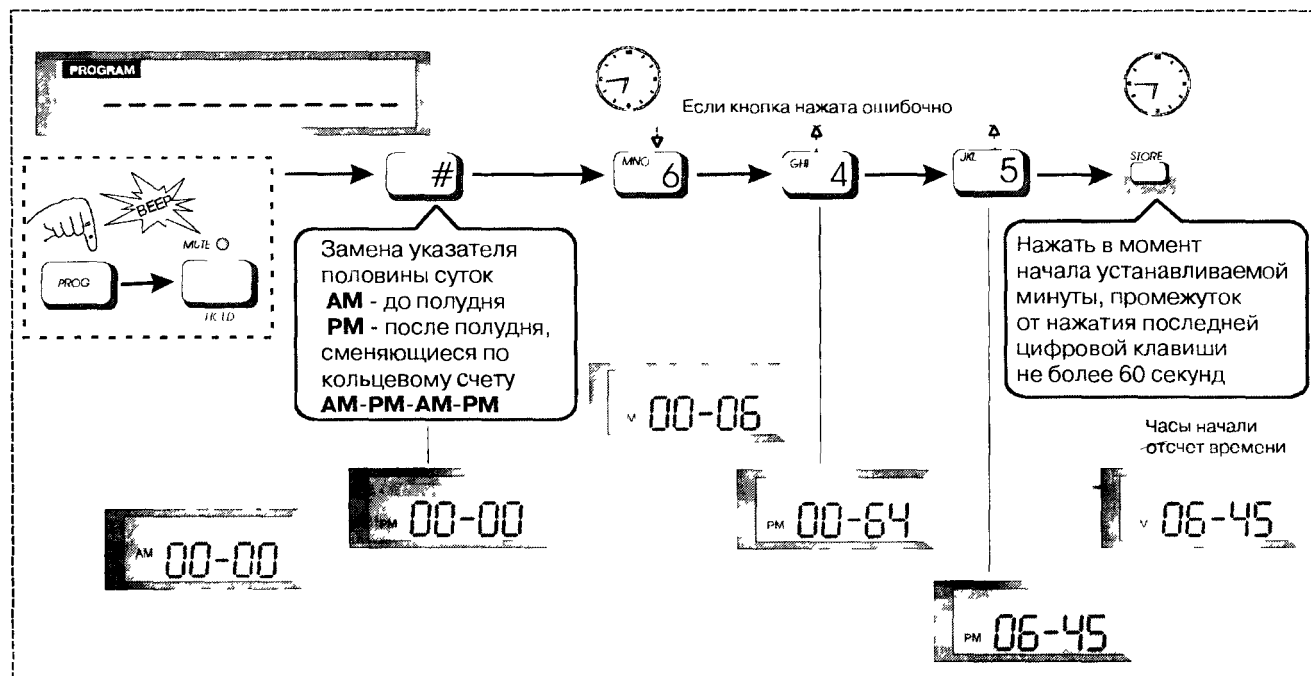 PROGRAM
Если кнопка нажата ошибочно
#
MNO 6
GHI 4
JKL 5
STORE
BEEP
MUTE
PROG
Замена указателя
половины суток
AM - до полудня
PM - после полудня,
сменяющиеся по
кольцевому счету
AM-PM-AM-PM
Нажать в момент
начала устанавливаемой
минуты, промежуток
от нажатия последней
цифровой клавиши
не более 60 секунд
M 00-06
Часы начали
отсчет времени
AM 00-00
PM 00-00
PM 00-64
06-45
PM 06-45